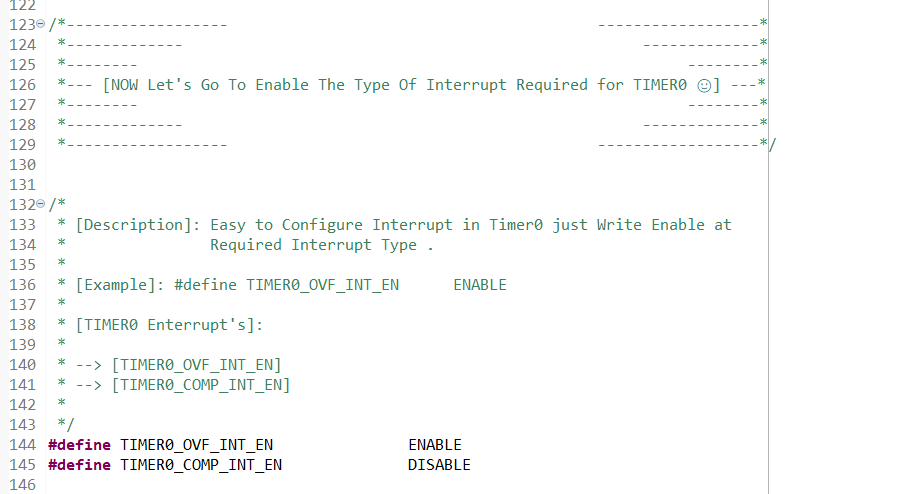 122
123 /*------------------ ------------------*
124 *------------- -------------*
125 *-------- --------*
126 *--- [NOW Let's Go To Enable The Type Of Interrupt Required for TIMER0 ☺] ---*
127 *-------- --------*
128 *------------- -------------*
129 *------------------ ------------------*/
130
131
132 /*
133 * [Description]: Easy to Configure Interrupt in Timer0 just Write Enable at
134 * Required Interrupt Type .
135 *
136 * [Example]: #define TIMER0_OVF_INT_EN ENABLE
137 *
138 * [TIMER0 Enterrupt's]:
139 *
140 * --> [TIMER0_OVF_INT_EN]
141 * --> [TIMER0_COMP_INT_EN]
142 *
143 */
144 #define TIMER0_OVF_INT_EN ENABLE
145 #define TIMER0_COMP_INT_EN DISABLE
146